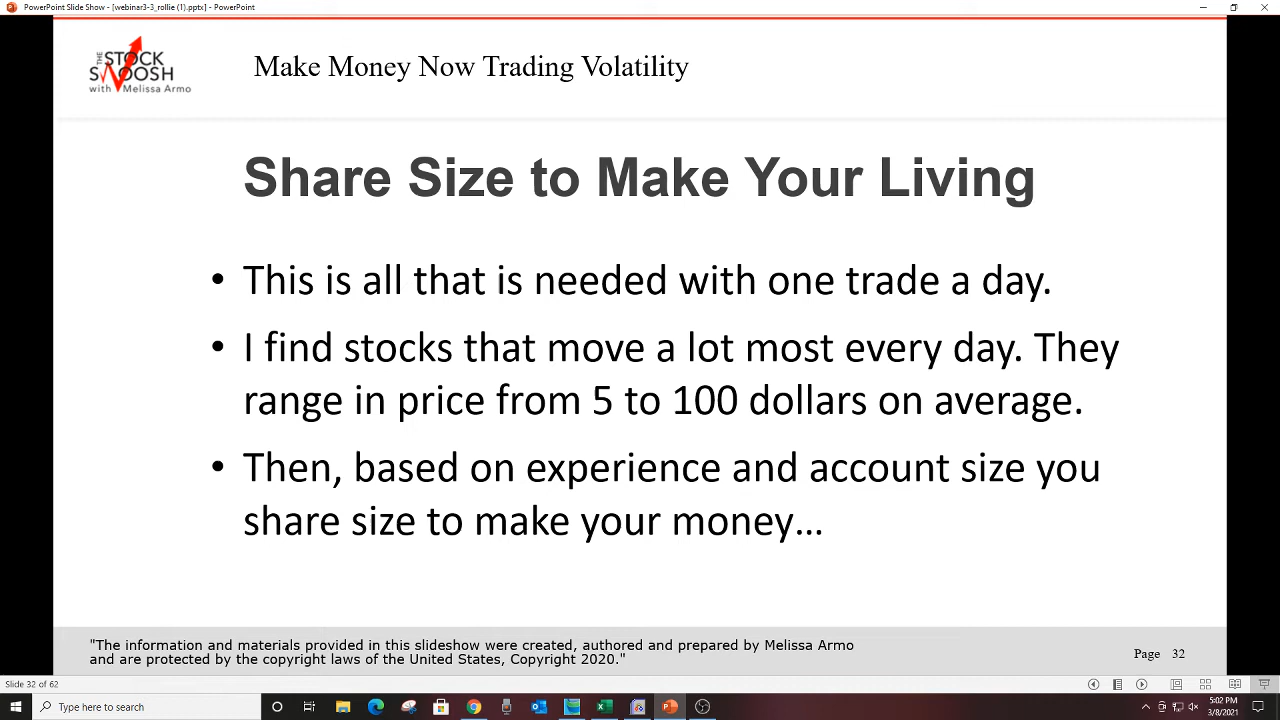 PowerPoint Slide Show - [webinar3-3_rollie (1).pptx] - PowerPoint
THE STOCK
SWOOSH
with Melissa Armo
Make Money Now Trading Volatility
Share Size to Make Your Living
• This is all that is needed with one trade a day.
• I find stocks that move a lot most every day. They
range in price from 5 to 100 dollars on average.
• Then, based on experience and account size you
share size to make your money…
"The information and materials provided in this slideshow were created, authored and prepared by Melissa Armo
and are protected by the copyright laws of the United States, Copyright 2020."
Page 32
Slide 32 of 62
Type here to search
5:02 PM
3/8/2021